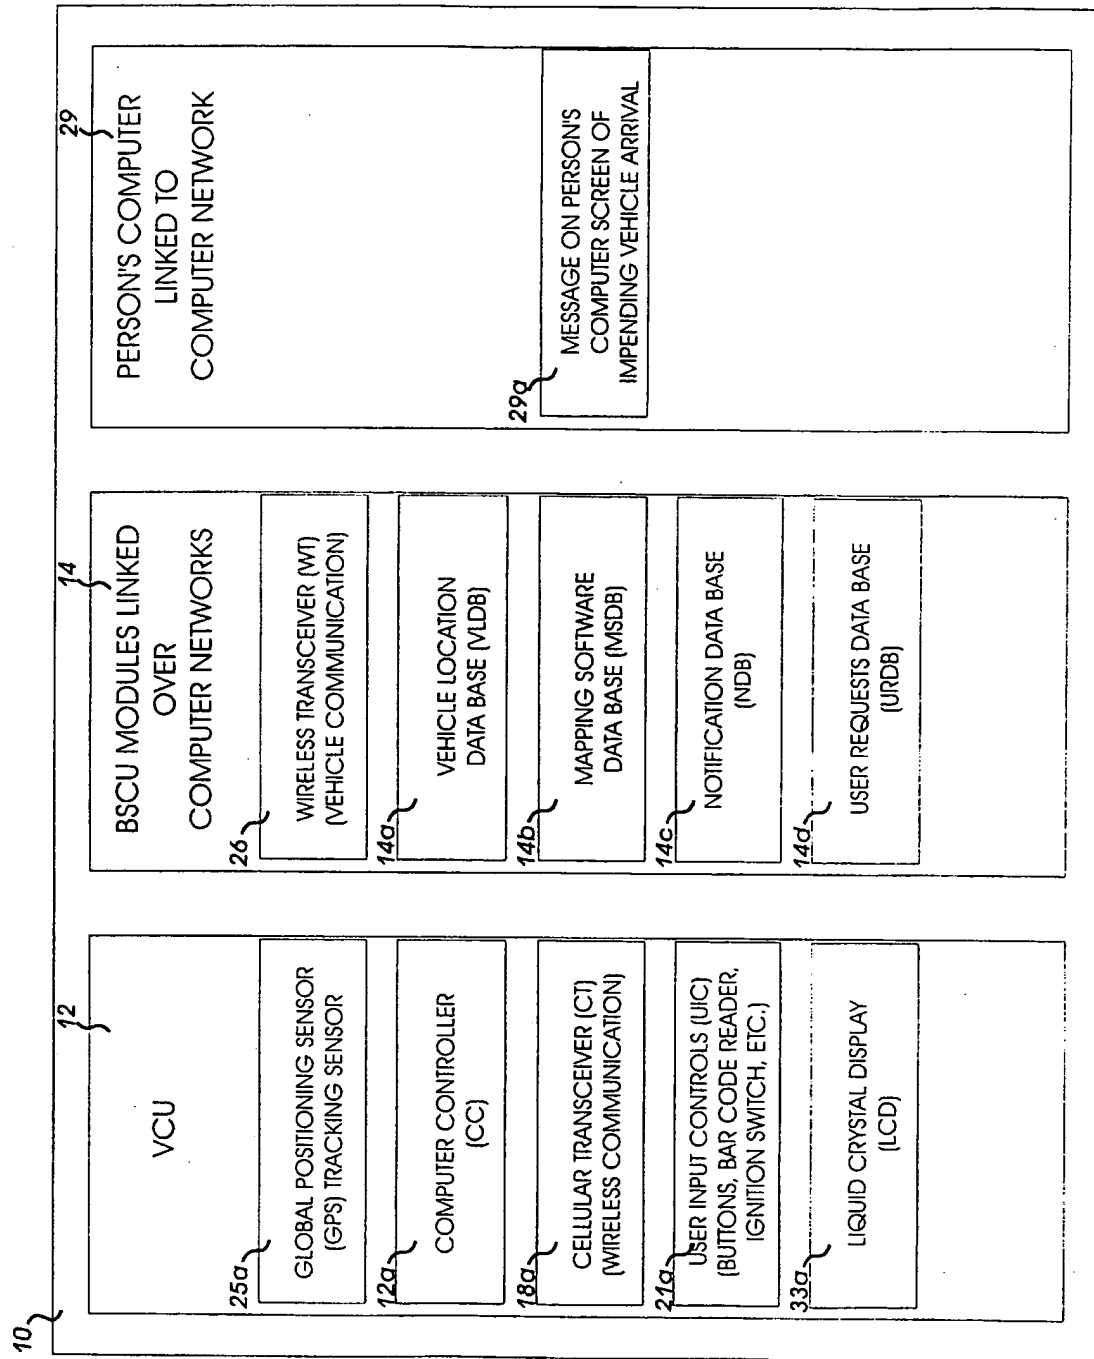 10
12
VCU
25a
GLOBAL POSITIONING SENSOR
(GPS) TRACKING SENSOR
12a
COMPUTER CONTROLLER
(CC)
18a
CELLULAR TRANSCEIVER (CT)
(WIRELESS COMMUNICATION)
21a
USER INPUT CONTROLS (UIC)
(BUTTONS, BAR CODE READER,
IGNITION SWITCH, ETC.)
33a
LIQUID CRYSTAL DISPLAY
(LCD)
14
BSCU MODULES LINKED
OVER
COMPUTER NETWORKS
26
WIRELESS TRANSCEIVER (WT)
(VEHICLE COMMUNICATION)
14a
VEHICLE LOCATION
DATA BASE (VLDB)
14b
MAPPING SOFTWARE
DATA BASE (MSDB)
14c
NOTIFICATION DATA BASE
(NDB)
14d
USER REQUESTS DATA BASE
(URDB)
29
PERSON'S COMPUTER
LINKED TO
COMPUTER NETWORK
29a
MESSAGE ON PERSON'S
COMPUTER SCREEN OF
IMPENDING VEHICLE ARRIVAL